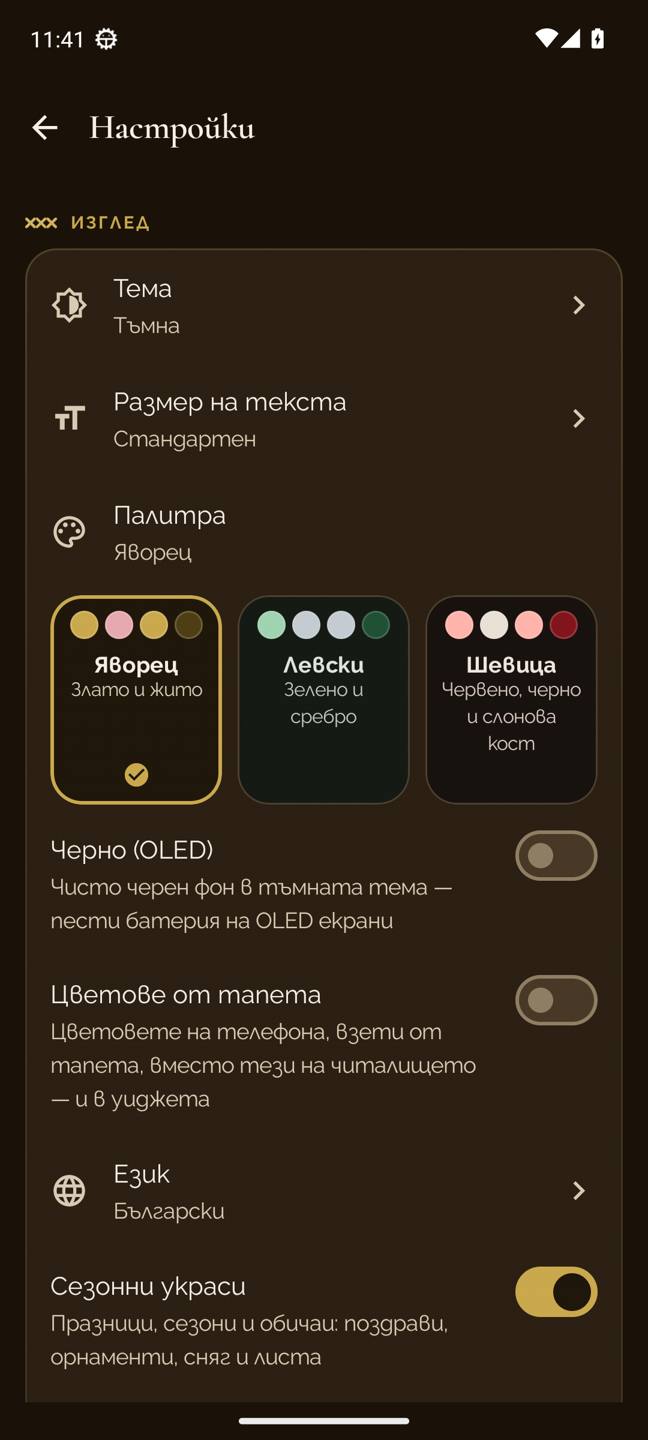 11:41
Настройки
ИЗГЛЕД
Тема
Тъмна
Размер на текста
Стандартен
Палитра
Яворец
Яворец
Злато и жито
Левски
Зелено и
сребро
Шевица
Червено, черно
и слонова
кост
Черно (OLED)
Чисто черен фон в тъмната тема —
пести батерия на OLED екрани
Цветове от тапета
Цветовете на телефона, взети от
тапета, вместо тези на читалището
— и в уиджета
Език
Български
Сезонни украси
Празници, сезони и обичаи: поздрави,
орнаменти, сняг и листа